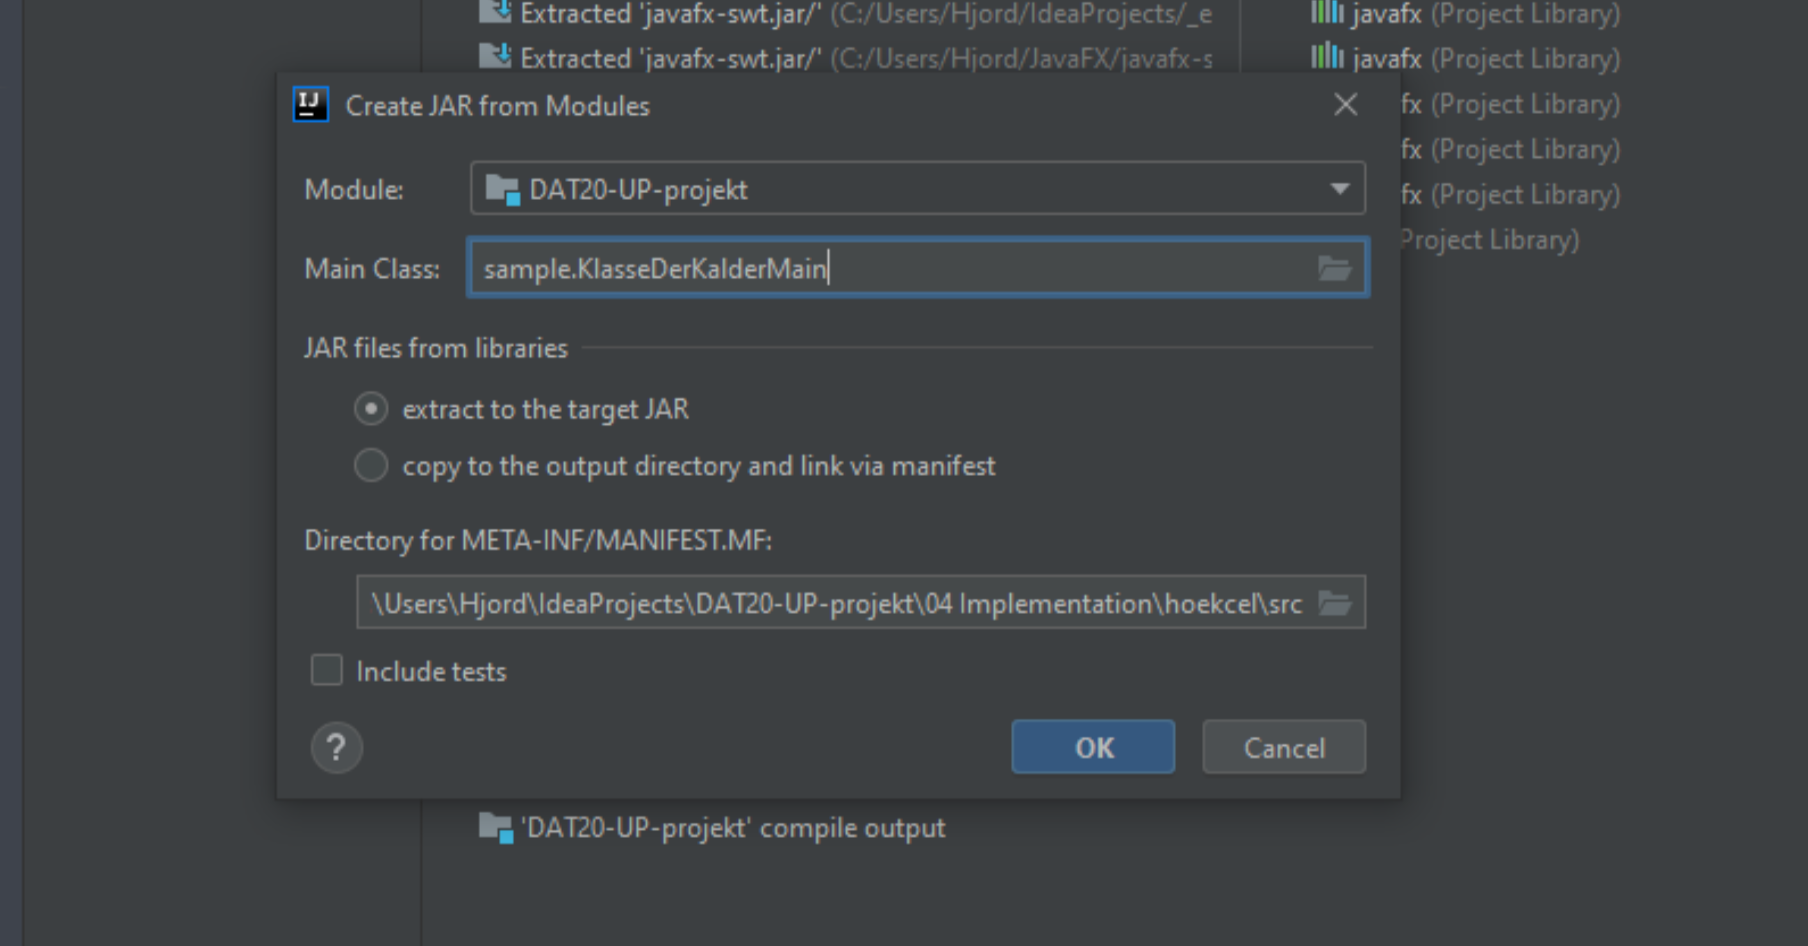 Extracted 'javafx-swt.jar/' (C:/Users/Hjord/IdeaProjects/_e
javafx (Project Library)
Extracted 'javafx-swt.jar/' (C:/Users/Hjord/JavaFX/javafx-s
javafx (Project Library)
IJ
Create JAR from Modules
fx (Project Library)
fx (Project Library)
Module: DAT20-UP-projekt
fx (Project Library)
Project Library)
Main Class: sample.KlasseDerKalderMain
JAR files from libraries
extract to the target JAR
copy to the output directory and link via manifest
Directory for META-INF/MANIFEST.MF:
\Users\Hjord\IdeaProjects\DAT20-UP-projekt\04 Implementation\hoekcel\src
Include tests
?
OK
Cancel
'DAT20-UP-projekt' compile output